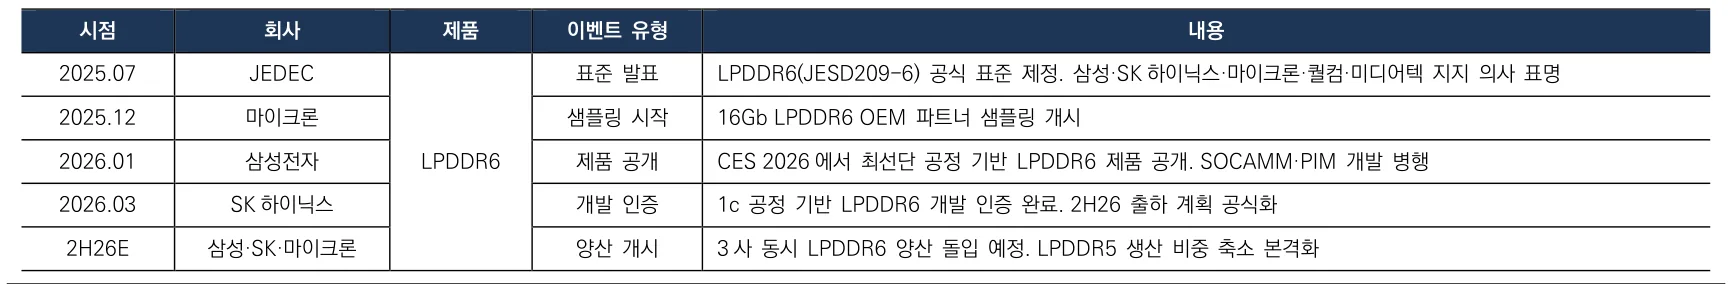 시점 회사 제품 이벤트 유형 내용
2025.07 JEDEC 표준 발표 LPDDR6(JESD209-6) 공식 표준 제정. 삼성·SK하이닉스·마이크론·퀄컴·미디어텍 지지 의사 표명
2025.12 마이크론 샘플링 시작 16Gb LPDDR6 OEM 파트너 샘플링 개시
2026.01 삼성전자 LPDDR6 제품 공개 CES 2026에서 최선단 공정 기반 LPDDR6 제품 공개. SOCAMM·PIM 개발 병행
2026.03 SK하이닉스 개발 인증 1c 공정 기반 LPDDR6 개발 인증 완료. 2H26 출하 계획 공식화
2H26E 삼성·SK·마이크론 양산 개시 3사 동시 LPDDR6 양산 돌입 예정. LPDDR5 생산 비중 축소 본격화